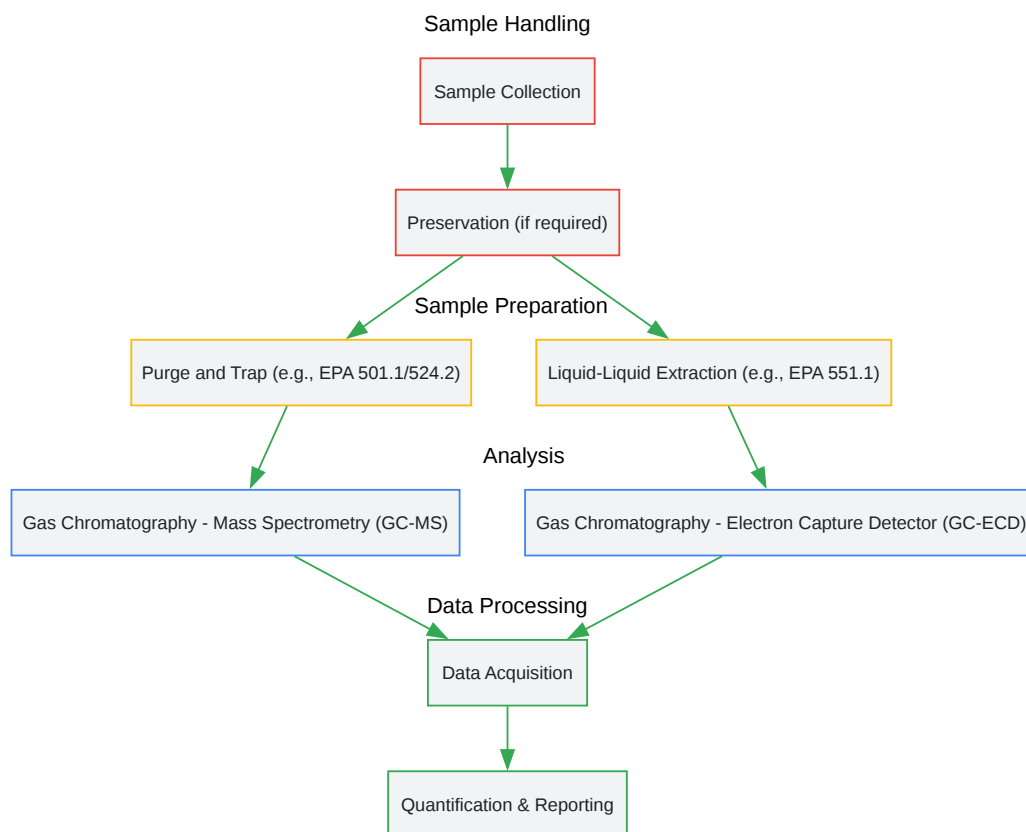 Sample Handling
Sample Collection
Preservation (if required)
Sample Preparation
Purge and Trap (e.g., EPA 501.1/524.2)
Liquid-Liquid Extraction (e.g., EPA 551.1)
Analysis
Gas Chromatography - Mass Spectrometry (GC-MS)
Gas Chromatography - Electron Capture Detector (GC-ECD)
Data Processing
Data Acquisition
Quantification & Reporting